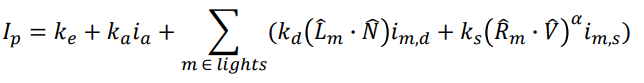 I_p = k_e + k_a i_a + ∑_{m ∈ lights} (k_d(L̂_m · N̂)i_{m,d} + k_s(R̂_m · V̂)^α i_{m,s})